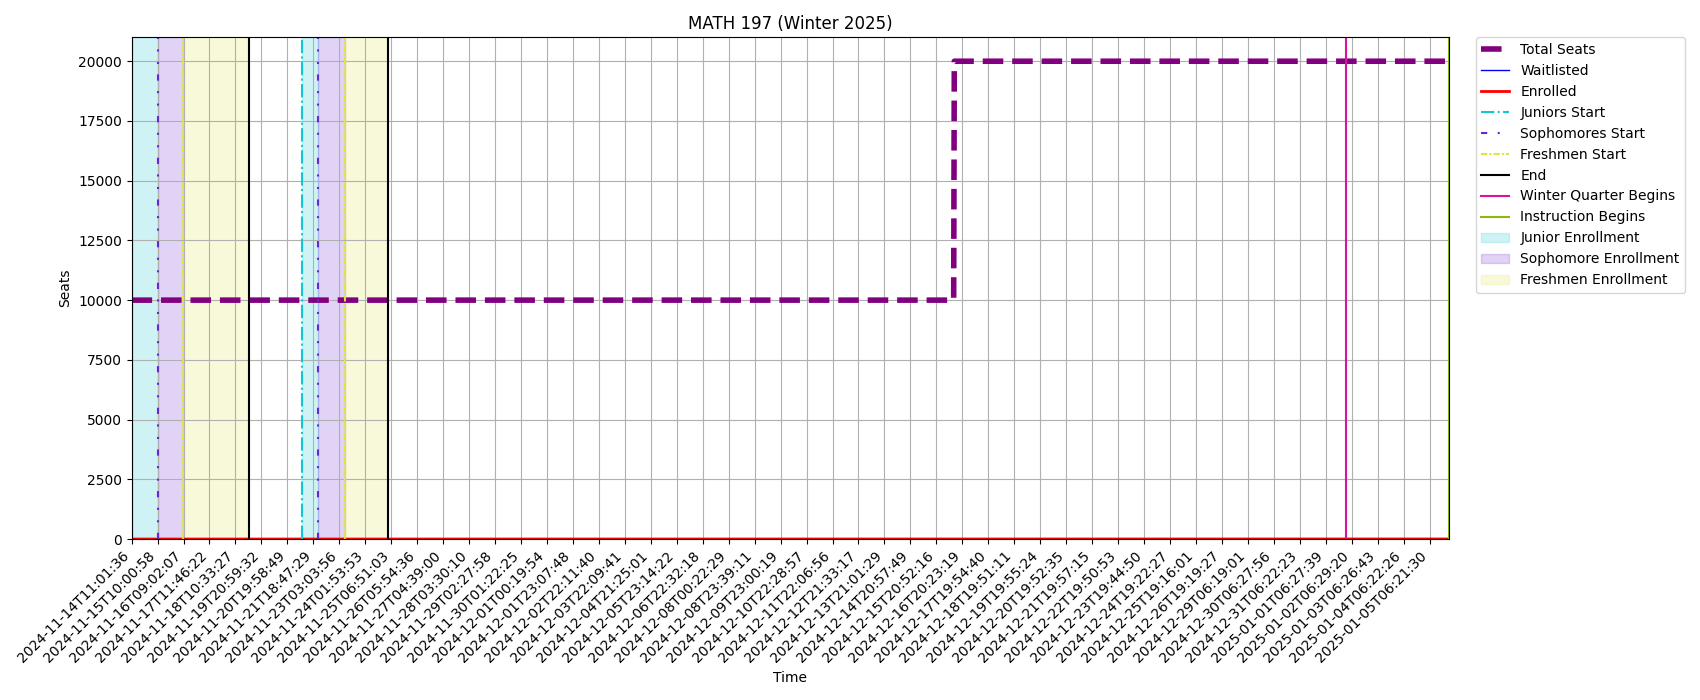 MATH 197 (Winter 2025)
Seats
20000
17500
15000
12500
10000
7500
5000
2500
0
Total Seats
Waitlisted
Enrolled
Juniors Start
Sophomores Start
Freshmen Start
End
Winter Quarter Begins
Instruction Begins
Junior Enrollment
Sophomore Enrollment
Freshmen Enrollment
2024-11-14T11:01:36
2024-11-15T10:00:58
2024-11-16T09:02:07
2024-11-17T11:46:22
2024-11-18T10:33:27
2024-11-19T20:59:32
2024-11-20T19:58:49
2024-11-21T18:47:29
2024-11-23T03:03:56
2024-11-24T01:53:53
2024-11-25T06:51:03
2024-11-26T05:54:36
2024-11-27T04:39:00
2024-11-28T03:30:10
2024-11-29T02:27:58
2024-11-30T01:22:25
2024-12-01T00:19:54
2024-12-01T23:07:48
2024-12-02T22:11:40
2024-12-03T22:09:41
2024-12-04T21:25:01
2024-12-05T23:14:22
2024-12-06T22:32:18
2024-12-08T00:22:29
2024-12-08T23:39:11
2024-12-09T23:00:19
2024-12-10T22:28:57
2024-12-11T22:06:56
2024-12-12T21:33:17
2024-12-13T21:01:29
2024-12-14T20:57:49
2024-12-15T20:52:16
2024-12-16T20:23:19
2024-12-17T19:54:40
2024-12-18T19:51:11
2024-12-19T19:55:24
2024-12-20T19:52:35
2024-12-21T19:57:15
2024-12-22T19:50:53
2024-12-23T19:44:50
2024-12-24T19:22:27
2024-12-25T19:16:01
2024-12-26T19:19:27
2024-12-29T06:19:01
2024-12-30T06:27:56
2024-12-31T06:22:23
2025-01-01T06:27:39
2025-01-02T06:29:20
2025-01-03T06:26:43
2025-01-04T06:22:26
2025-01-05T06:21:30
Time